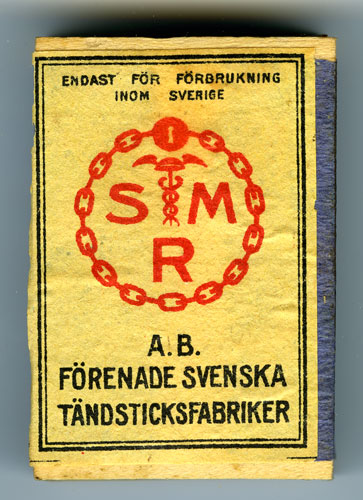 ENDAST FÖR FÖRBRUKNING
INOM SVERIGE
I
S M
R
A.B.
FÖRENADE SVENSKA
TÄNDSTICKSFABRIKER